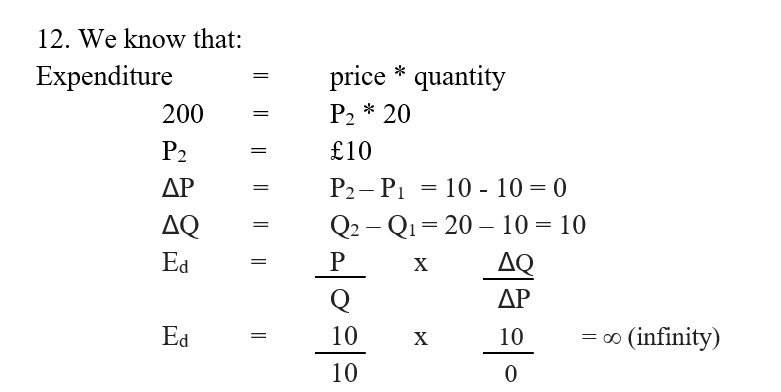 12. We know that:
Expenditure = price * quantity
200 = P₂ * 20
P₂ = £10
ΔP = P₂ – P₁ = 10 - 10 = 0
ΔQ = Q₂ – Q₁ = 20 – 10 = 10
Ed = P x ΔQ
Q ΔP
Ed = 10 x 10 = ∞ (infinity)
10 0